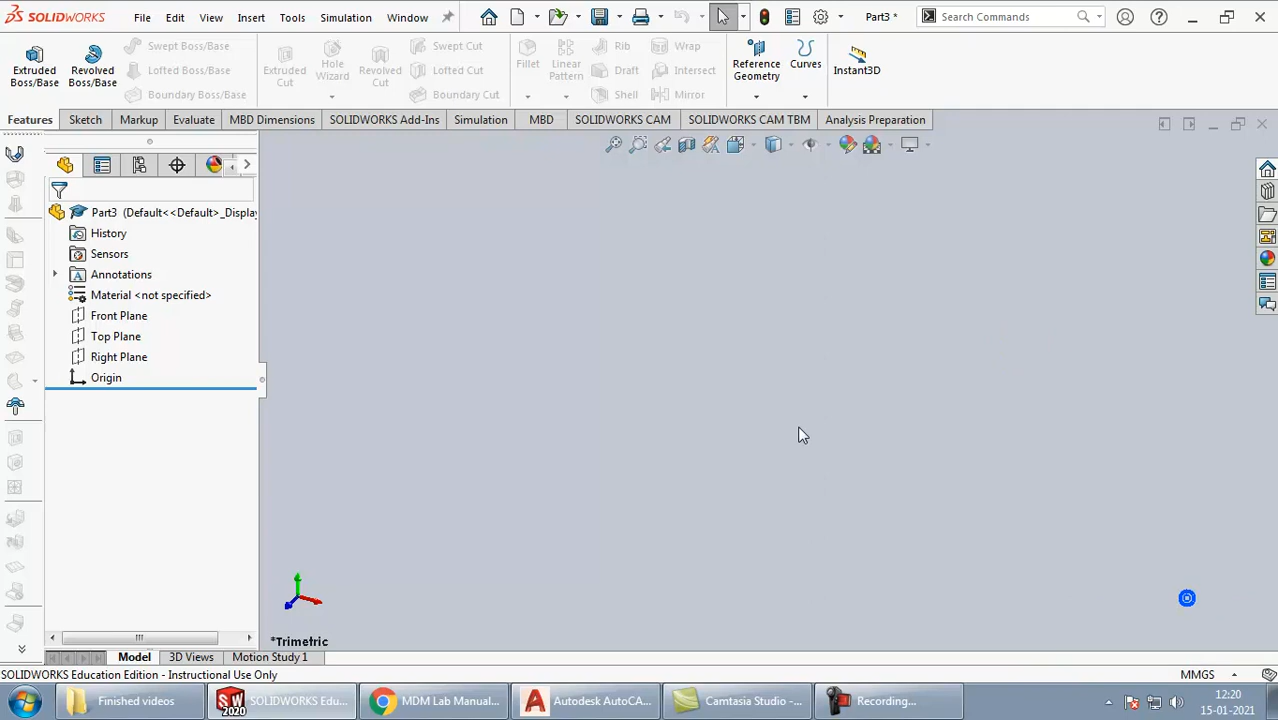 SOLIDWORKS File Edit View Insert Tools Simulation Window Part3 * Search Commands
Extruded Boss/Base
Revolved Boss/Base
Swept Boss/Base
Lofted Boss/Base
Boundary Boss/Base
Extruded Cut
Hole Wizard
Revolved Cut
Swept Cut
Lofted Cut
Boundary Cut
Fillet
Linear Pattern
Rib
Draft
Shell
Wrap
Intersect
Mirror
Reference Geometry
Curves
Instant3D
Features Sketch Markup Evaluate MBD Dimensions SOLIDWORKS Add-Ins Simulation MBD SOLIDWORKS CAM SOLIDWORKS CAM TBM Analysis Preparation
Part3 (Default<<Default>_Display
History
Sensors
Annotations
Material <not specified>
Front Plane
Top Plane
Right Plane
Origin
*Trimetric
Model 3D Views Motion Study 1
SOLIDWORKS Education Edition - Instructional Use Only MMGS
Finished videos SOLIDWORKS Edu... MDM Lab Manual... Autodesk AutoCA... Camtasia Studio -... Recording... 12:20
15-01-2021